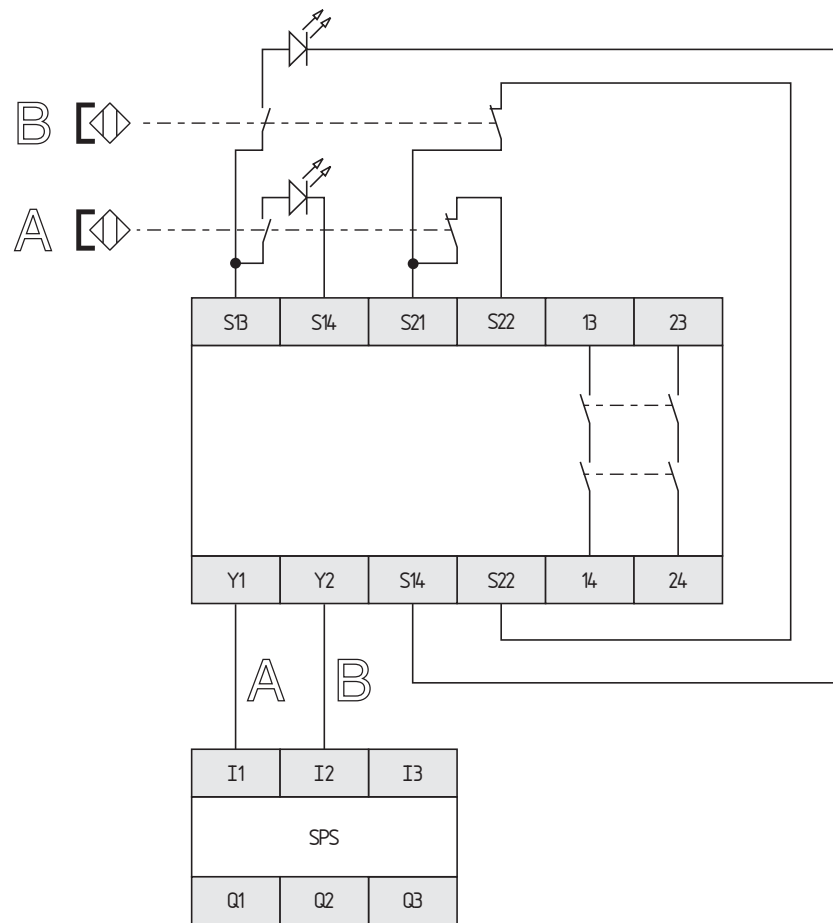 B
A
S13 S14 S21 S22 13 23
Y1 Y2 S14 S22 14 24
A B
I1 I2 I3
SPS
Q1 Q2 Q3